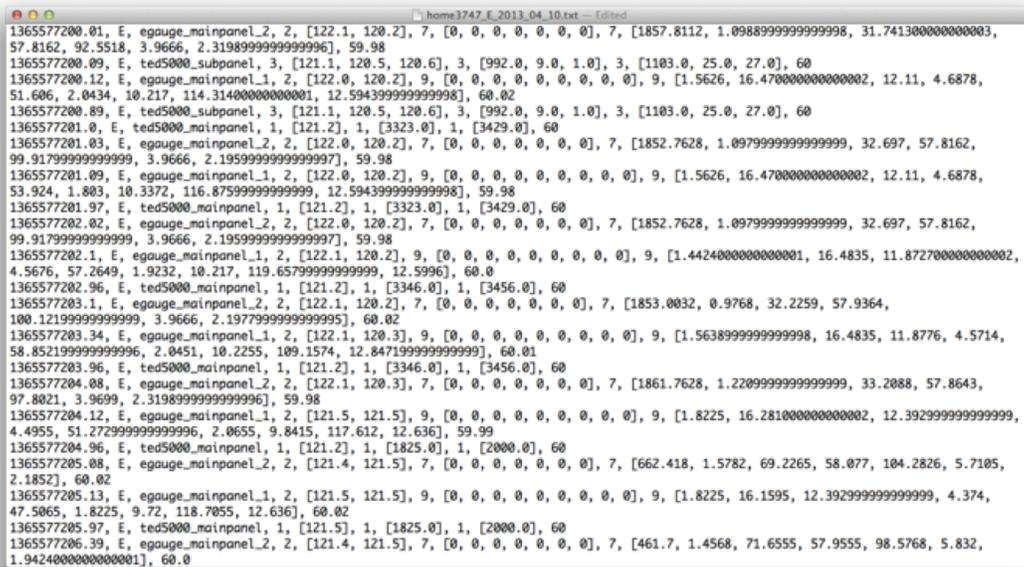 home3747_E_2013_04_10.txt — Edited
1365577200.01, E, egauge_mainpanel_2, 2, [122.1, 120.2], 7, [0, 0, 0, 0, 0, 0, 0], 7, [1857.8112, 1.0988999999999998, 31.741300000000003,
57.8162, 92.5518, 3.9666, 2.3198999999999996], 59.98
1365577200.09, E, ted5000_subpanel, 3, [121.1, 120.5, 120.6], 3, [992.0, 9.0, 1.0], 3, [1103.0, 25.0, 27.0], 60
1365577200.12, E, egauge_mainpanel_1, 2, [122.0, 120.2], 9, [0, 0, 0, 0, 0, 0, 0, 0, 0], 9, [1.5626, 16.470000000000002, 12.11, 4.6878,
51.606, 2.0434, 10.217, 114.31400000000001, 12.594399999999998], 60.02
1365577200.89, E, ted5000_subpanel, 3, [121.1, 120.5, 120.6], 3, [992.0, 9.0, 1.0], 3, [1103.0, 25.0, 27.0], 60
1365577201.0, E, ted5000_mainpanel, 1, [121.2], 1, [3323.0], 1, [3429.0], 60
1365577201.03, E, egauge_mainpanel_2, 2, [122.0, 120.2], 7, [0, 0, 0, 0, 0, 0, 0], 7, [1852.7628, 1.0979999999999999, 32.697, 57.8162,
99.91799999999999, 3.9666, 2.1959999999999997], 59.98
1365577201.09, E, egauge_mainpanel_1, 2, [122.0, 120.2], 9, [0, 0, 0, 0, 0, 0, 0, 0, 0], 9, [1.5626, 16.470000000000002, 12.11, 4.6878,
53.924, 1.803, 10.3372, 116.87599999999999, 12.594399999999998], 59.98
1365577201.97, E, ted5000_mainpanel, 1, [121.2], 1, [3323.0], 1, [3429.0], 60
1365577202.02, E, egauge_mainpanel_2, 2, [122.0, 120.2], 7, [0, 0, 0, 0, 0, 0, 0], 7, [1852.7628, 1.0979999999999999, 32.697, 57.8162,
99.91799999999999, 3.9666, 2.1959999999999997], 59.98
1365577202.1, E, egauge_mainpanel_1, 2, [122.1, 120.2], 9, [0, 0, 0, 0, 0, 0, 0, 0, 0], 9, [1.4424000000000001, 16.4835, 11.872700000000002,
4.5676, 57.2649, 1.9232, 10.217, 119.65799999999999, 12.5996], 60.0
1365577202.96, E, ted5000_mainpanel, 1, [121.2], 1, [3346.0], 1, [3456.0], 60
1365577203.1, E, egauge_mainpanel_2, 2, [122.1, 120.2], 7, [0, 0, 0, 0, 0, 0, 0], 7, [1853.0032, 0.9768, 32.2259, 57.9364,
100.12199999999999, 3.9666, 2.1977999999999995], 60.02
1365577203.34, E, egauge_mainpanel_1, 2, [122.1, 120.3], 9, [0, 0, 0, 0, 0, 0, 0, 0, 0], 9, [1.5638999999999998, 16.4835, 11.8776, 4.5714,
58.852199999999996, 2.0451, 10.2255, 109.1574, 12.847199999999999], 60.01
1365577203.96, E, ted5000_mainpanel, 1, [121.2], 1, [3346.0], 1, [3456.0], 60
1365577204.08, E, egauge_mainpanel_2, 2, [122.1, 120.3], 7, [0, 0, 0, 0, 0, 0, 0], 7, [1861.7628, 1.2209999999999999, 33.2088, 57.8643,
97.8021, 3.9699, 2.3198999999999996], 59.98
1365577204.12, E, egauge_mainpanel_1, 2, [121.5, 121.5], 9, [0, 0, 0, 0, 0, 0, 0, 0, 0], 9, [1.8225, 16.281000000000002, 12.392999999999999,
4.4955, 51.272999999999996, 2.0655, 9.8415, 117.612, 12.636], 59.99
1365577204.96, E, ted5000_mainpanel, 1, [121.2], 1, [1825.0], 1, [2000.0], 60
1365577205.08, E, egauge_mainpanel_2, 2, [121.4, 121.5], 7, [0, 0, 0, 0, 0, 0, 0], 7, [662.418, 1.5782, 69.2265, 58.077, 104.2826, 5.7105,
2.1852], 60.02
1365577205.13, E, egauge_mainpanel_1, 2, [121.5, 121.5], 9, [0, 0, 0, 0, 0, 0, 0, 0, 0], 9, [1.8225, 16.1595, 12.392999999999999, 4.374,
47.5065, 1.8225, 9.72, 118.7055, 12.636], 60.02
1365577205.97, E, ted5000_mainpanel, 1, [121.5], 1, [1825.0], 1, [2000.0], 60
1365577206.39, E, egauge_mainpanel_2, 2, [121.4, 121.5], 7, [0, 0, 0, 0, 0, 0, 0], 7, [461.7, 1.4568, 71.6555, 57.9555, 98.5768, 5.832,
1.9424000000000001], 60.0